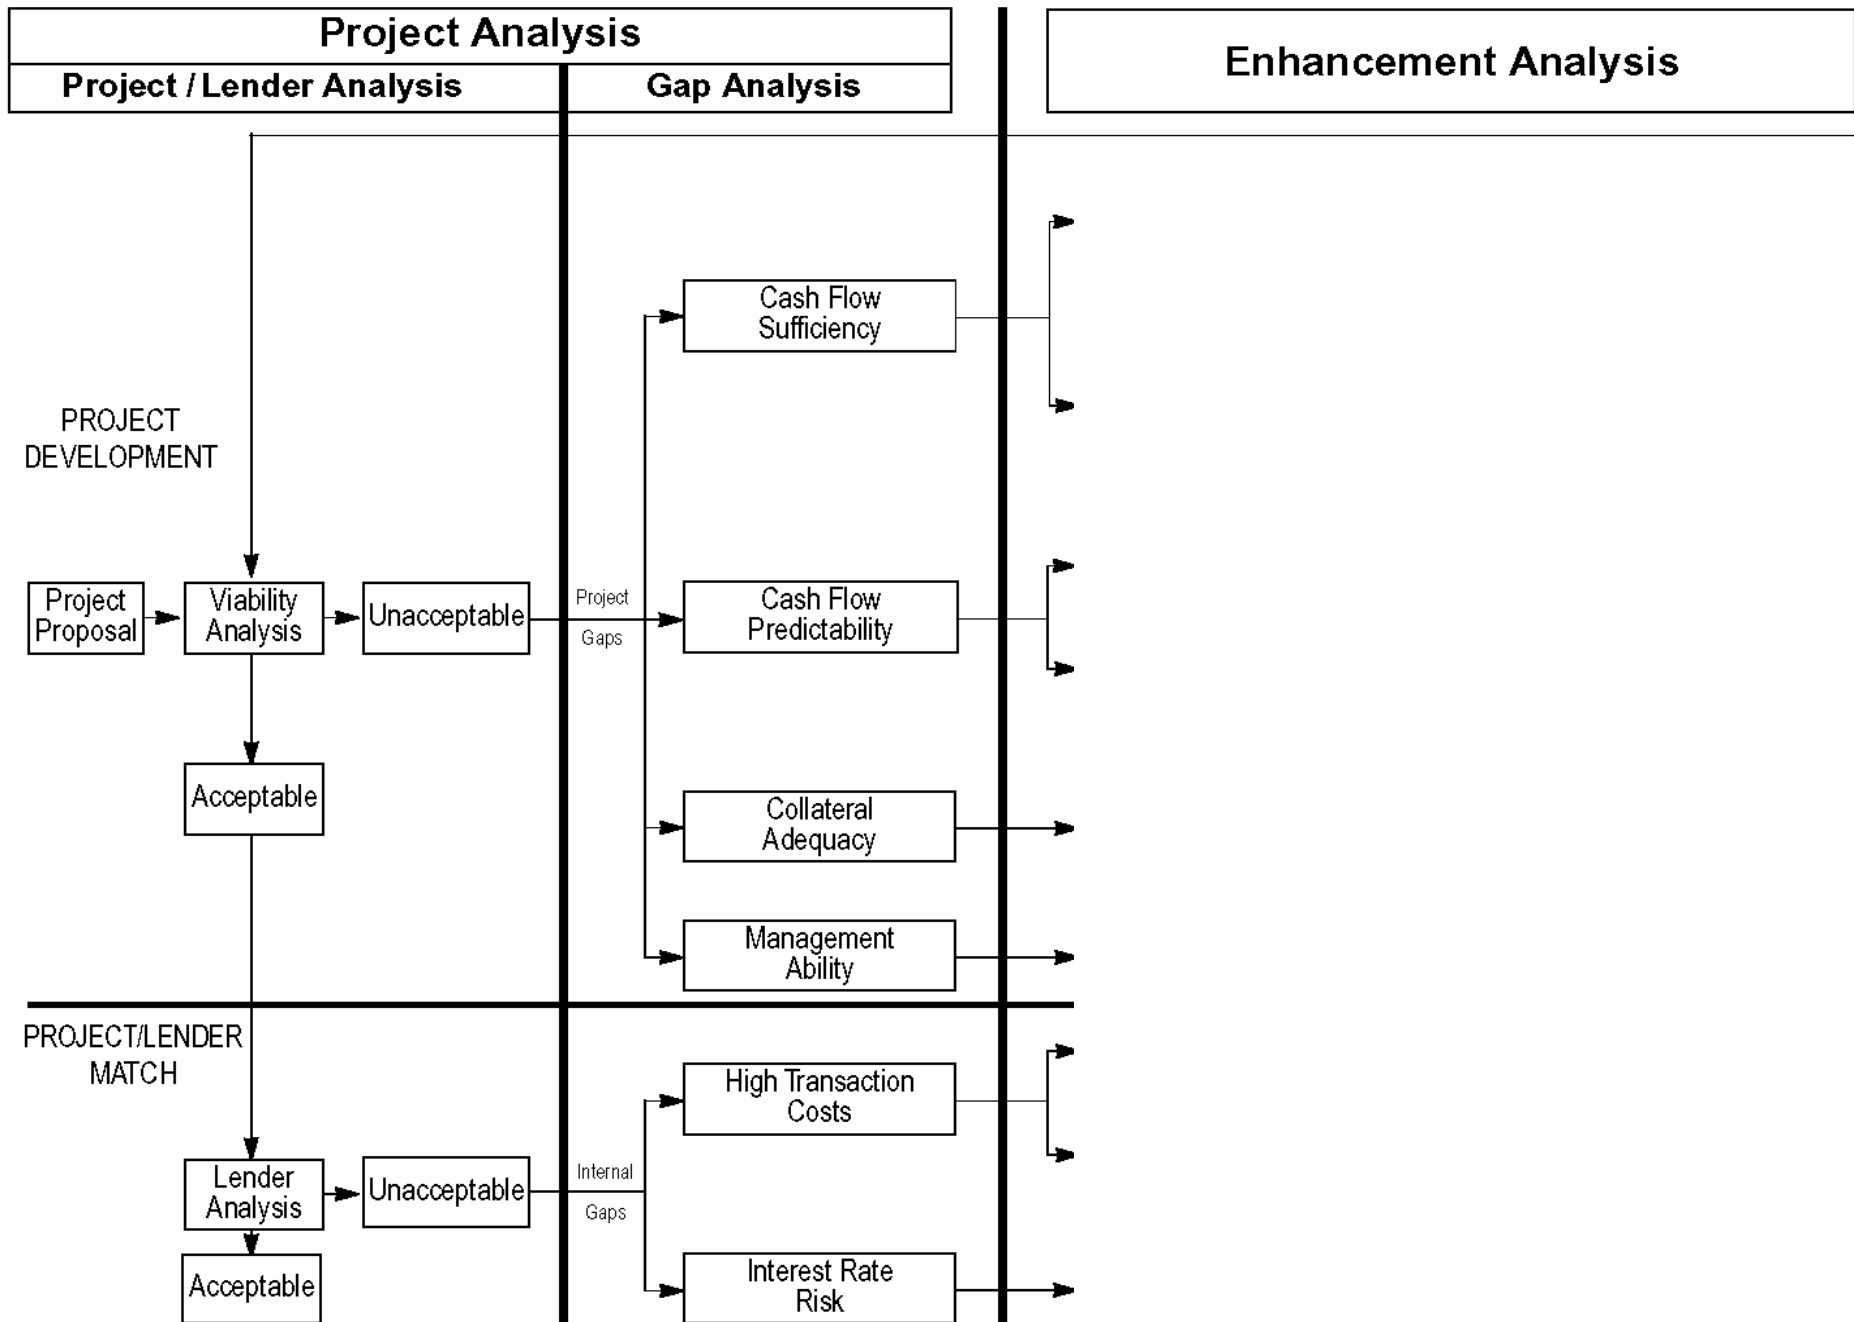 Project Analysis
Enhancement Analysis
Project / Lender Analysis
Gap Analysis
Cash Flow
Sufficiency
PROJECT
DEVELOPMENT
Project
Proposal
Viability
Analysis
Unacceptable
Project
Gaps
Cash Flow
Predictability
Acceptable
Collateral
Adequacy
Management
Ability
PROJECT/LENDER
MATCH
High Transaction
Costs
Lender
Analysis
Unacceptable
Internal
Gaps
Acceptable
Interest Rate
Risk